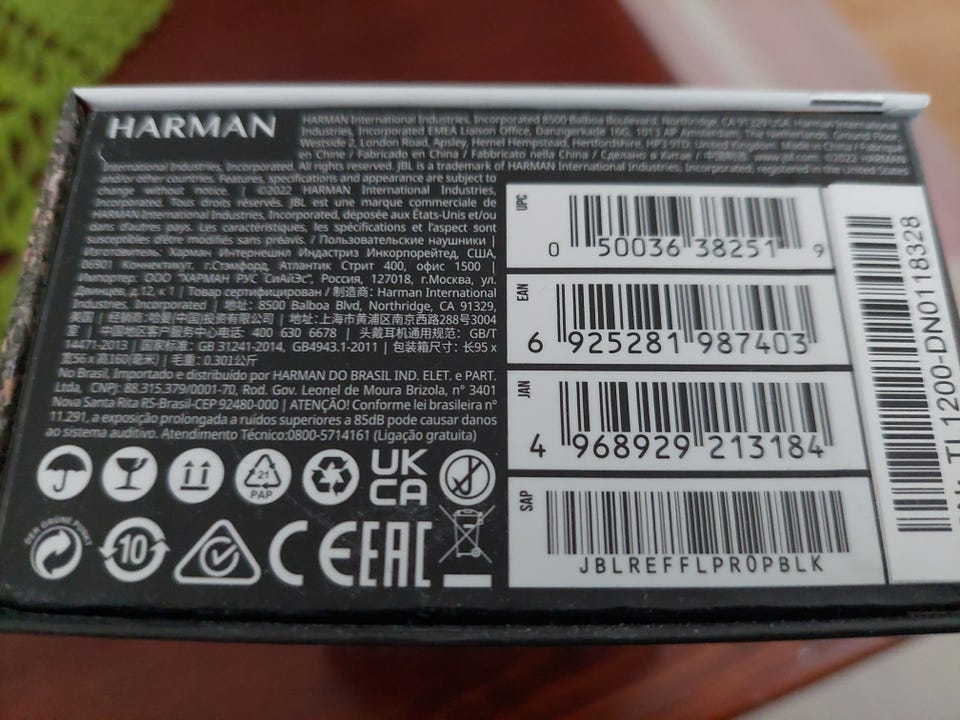 HARMAN
HARMAN International Industries, Incorporated 8500 Balboa Boulevard, Northridge, CA 91329 USA. Harman International
Industries, Incorporated EMEA Liaison Office, Danzigerkade 16G, 1013 AP Amsterdam, The Netherlands. Ground Floor
Westside 2, London Road, Apsley, Hemel Hempstead, Hertfordshire, HP3 9TD, United Kingdom. Made in China / Fabriqué
en Chine / Fabricado en China / Fabbricato nella China / Сделано в Китае / 中国制造 www.jbl.com. ©2022 HARMAN
International Industries, Incorporated. All rights reserved. JBL is a trademark of HARMAN International Industries, Incorporated, registered in the United States
and/or other countries. Features, specifications and appearance are subject to
change without notice. | ©2022 HARMAN International Industries,
Incorporated. Tous droits réservés. JBL est une marque commerciale de
HARMAN International Industries, Incorporated, déposée aux États-Unis et/ou
dans d'autres pays. Les caractéristiques, les spécifications et l'aspect sont
susceptibles d'être modifiés sans préavis. / Пользовательские наушники |
Изготовитель: Харман Интернешнл Индастриз Инкорпорейтед, США,
06901 Коннектикут, г.Стэмфорд, Атлантик Стрит 400, офис 1500 |
Импортер: ООО "ХАРМАН РУС СиАйЭс", Россия, 127018, г.Москва, ул.
Двинцев, д.12, к 1 | Товар сертифицирован / 制造商: Harman International
Industries, Incorporated | 地址: 8500 Balboa Blvd, Northridge, CA 91329,
美国 | 经销商: 哈曼(中国)投资有限公司 | 地址: 上海市黄浦区南京西路288号3004
室 | 中国地区客户服务中心电话: 400 630 6678 | 头戴耳机通用规范: GB/T
14471-2013 | 国家标准: GB 31241-2014, GB4943.1-2011 | 包装箱尺寸: 长95 x
宽56 x 高160(毫米) | 毛重: 0.301公斤
No Brasil, Importado e distribuído por HARMAN DO BRASIL IND. ELET. e PART.
Ltda, CNPJ: 88.315.379/0001-70, Rod. Gov. Leonel de Moura Brizola, n° 3401
Nova Santa Rita RS-Brasil-CEP 92480-000 | ATENÇÃO! Conforme lei brasileira n°
11.291, a exposição prolongada a ruídos superiores a 85dB pode causar danos
ao sistema auditivo. Atendimento Técnico:0800-5714161 (Ligação gratuita)
21
PAP
UK
CA
DER GRÜNE PUNKT
10
CE
EAC
UPC
0 50036 38251 9
EAN
6 925281 987403
JAN
4 968929 213184
SAP
JBLREFFLPROPBLK
TL1200-DN0118328